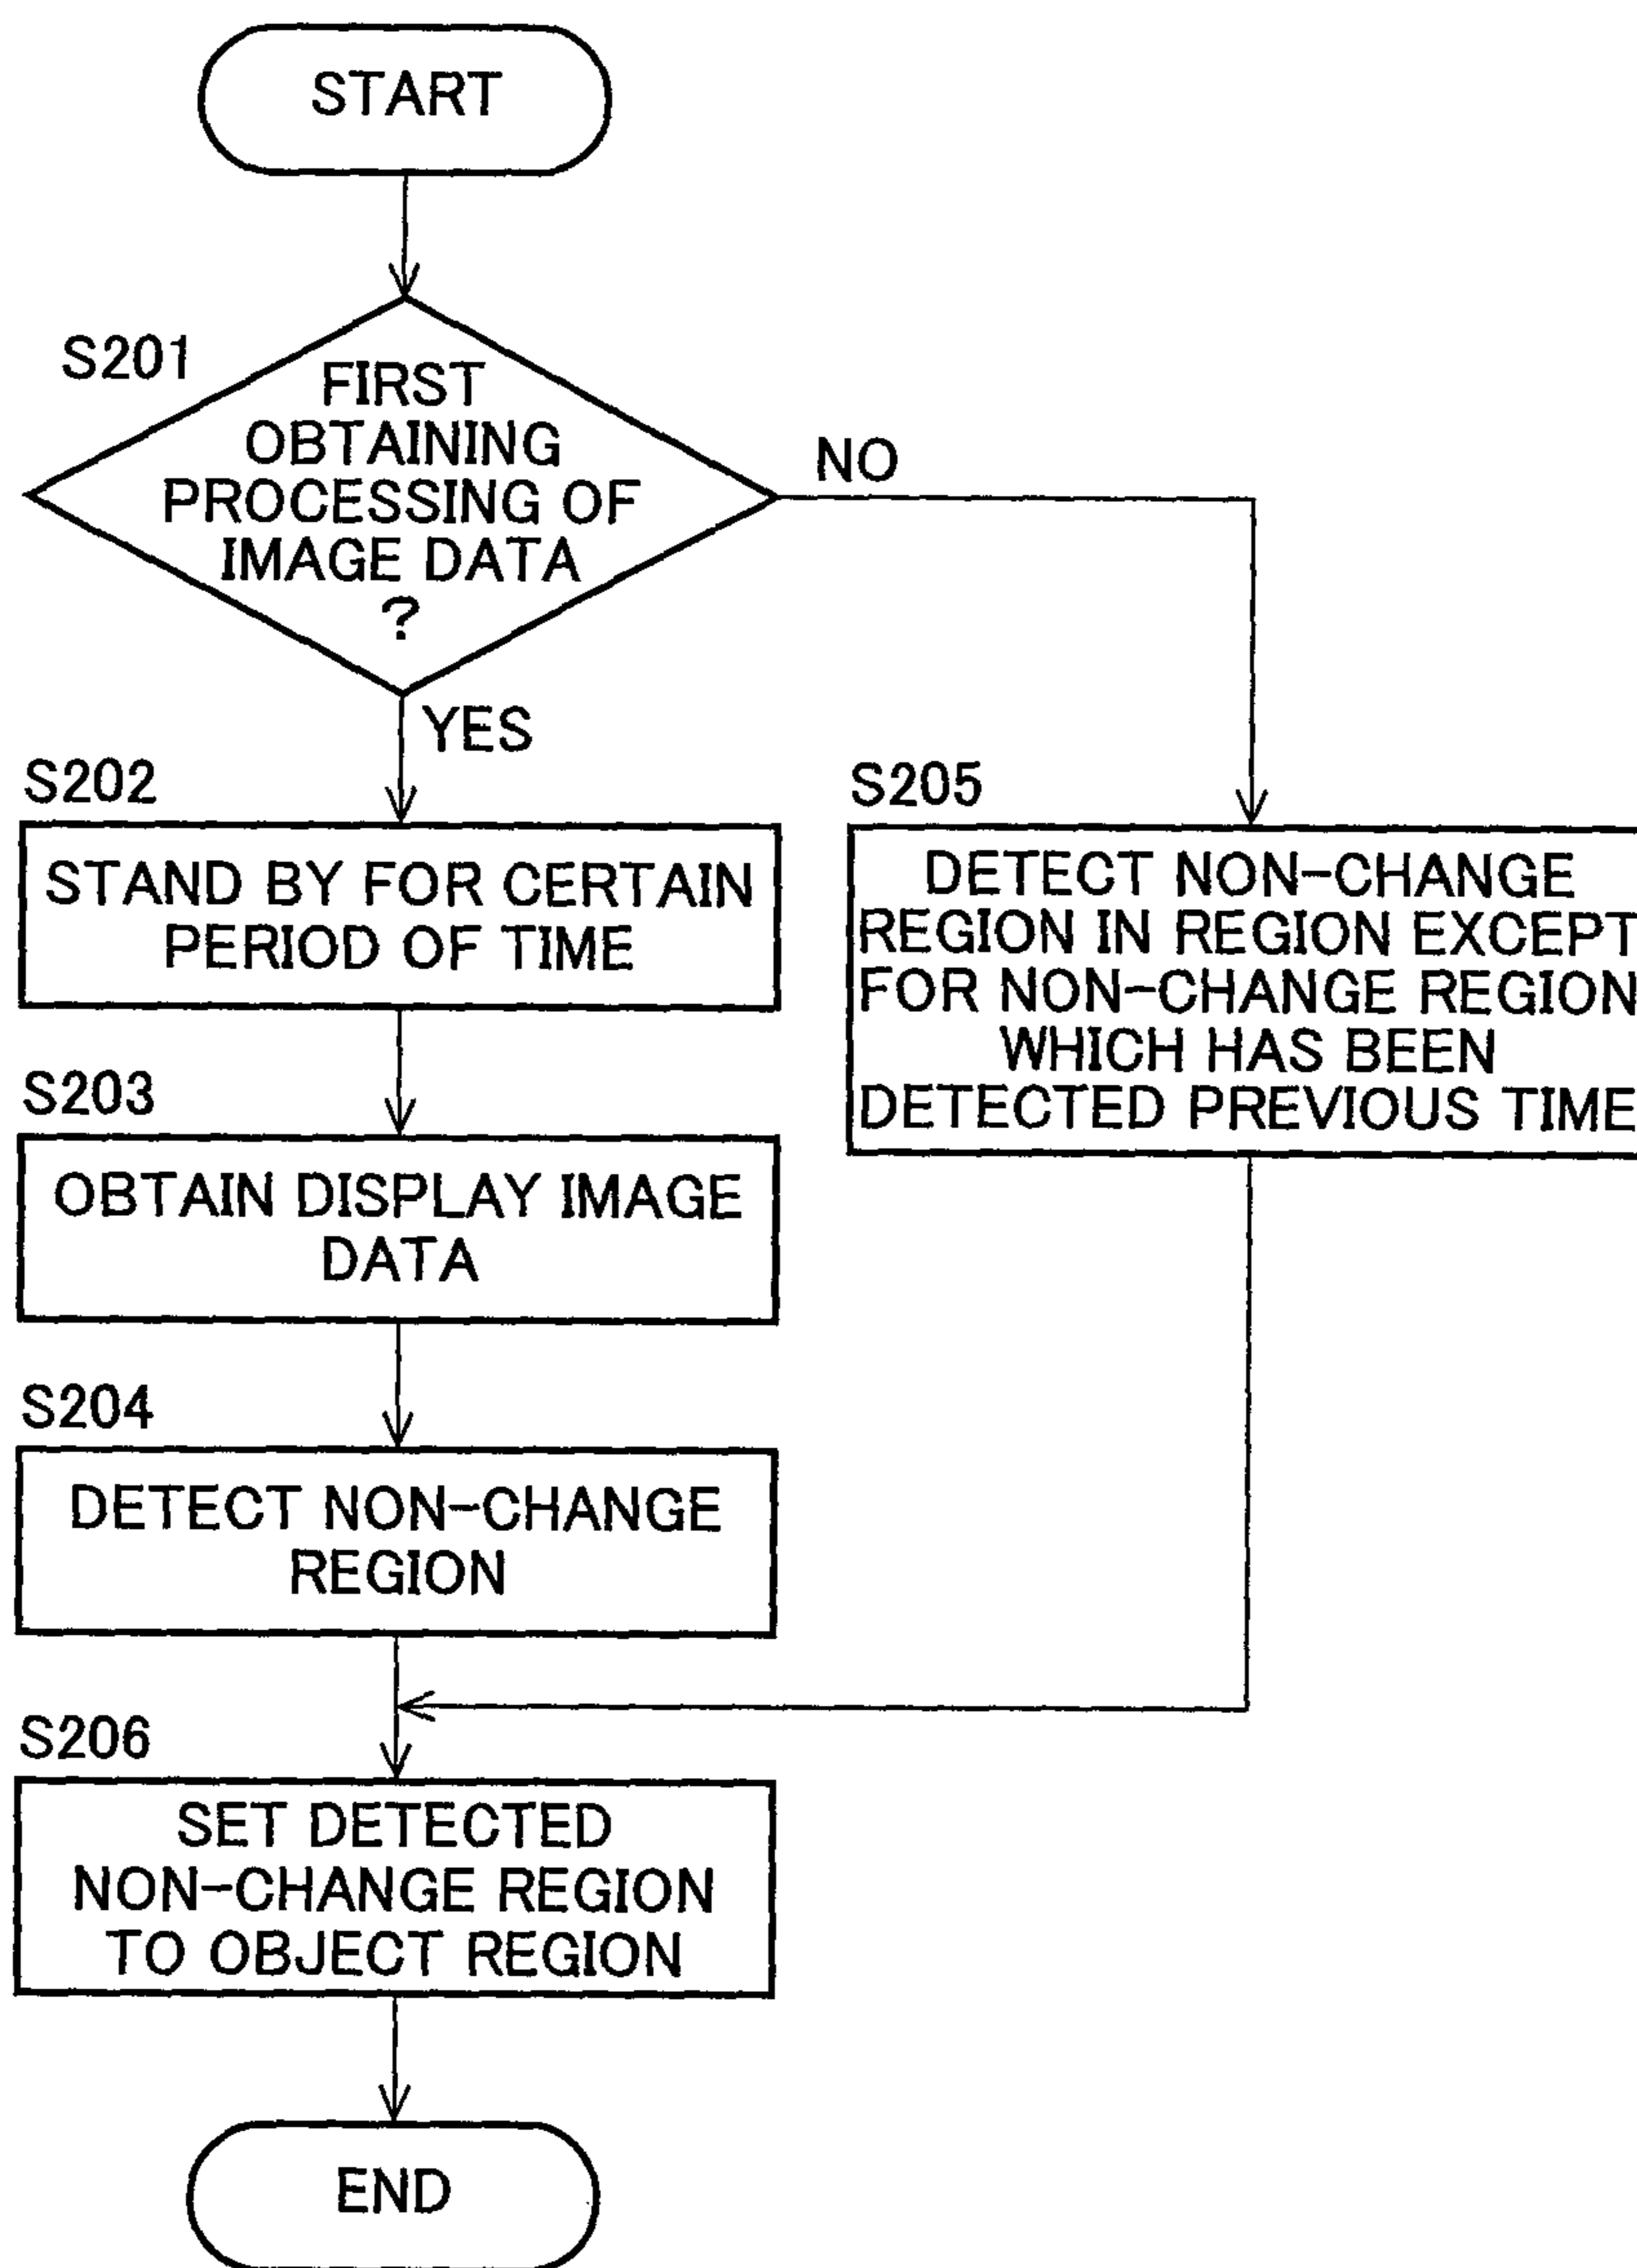 START
S201
FIRST
OBTAINING
PROCESSING OF
IMAGE DATA
?
NO
YES
S202
STAND BY FOR CERTAIN
PERIOD OF TIME
S205
DETECT NON-CHANGE
REGION IN REGION EXCEPT
FOR NON-CHANGE REGION
WHICH HAS BEEN
DETECTED PREVIOUS TIME
S203
OBTAIN DISPLAY IMAGE
DATA
S204
DETECT NON-CHANGE
REGION
S206
SET DETECTED
NON-CHANGE REGION
TO OBJECT REGION
END